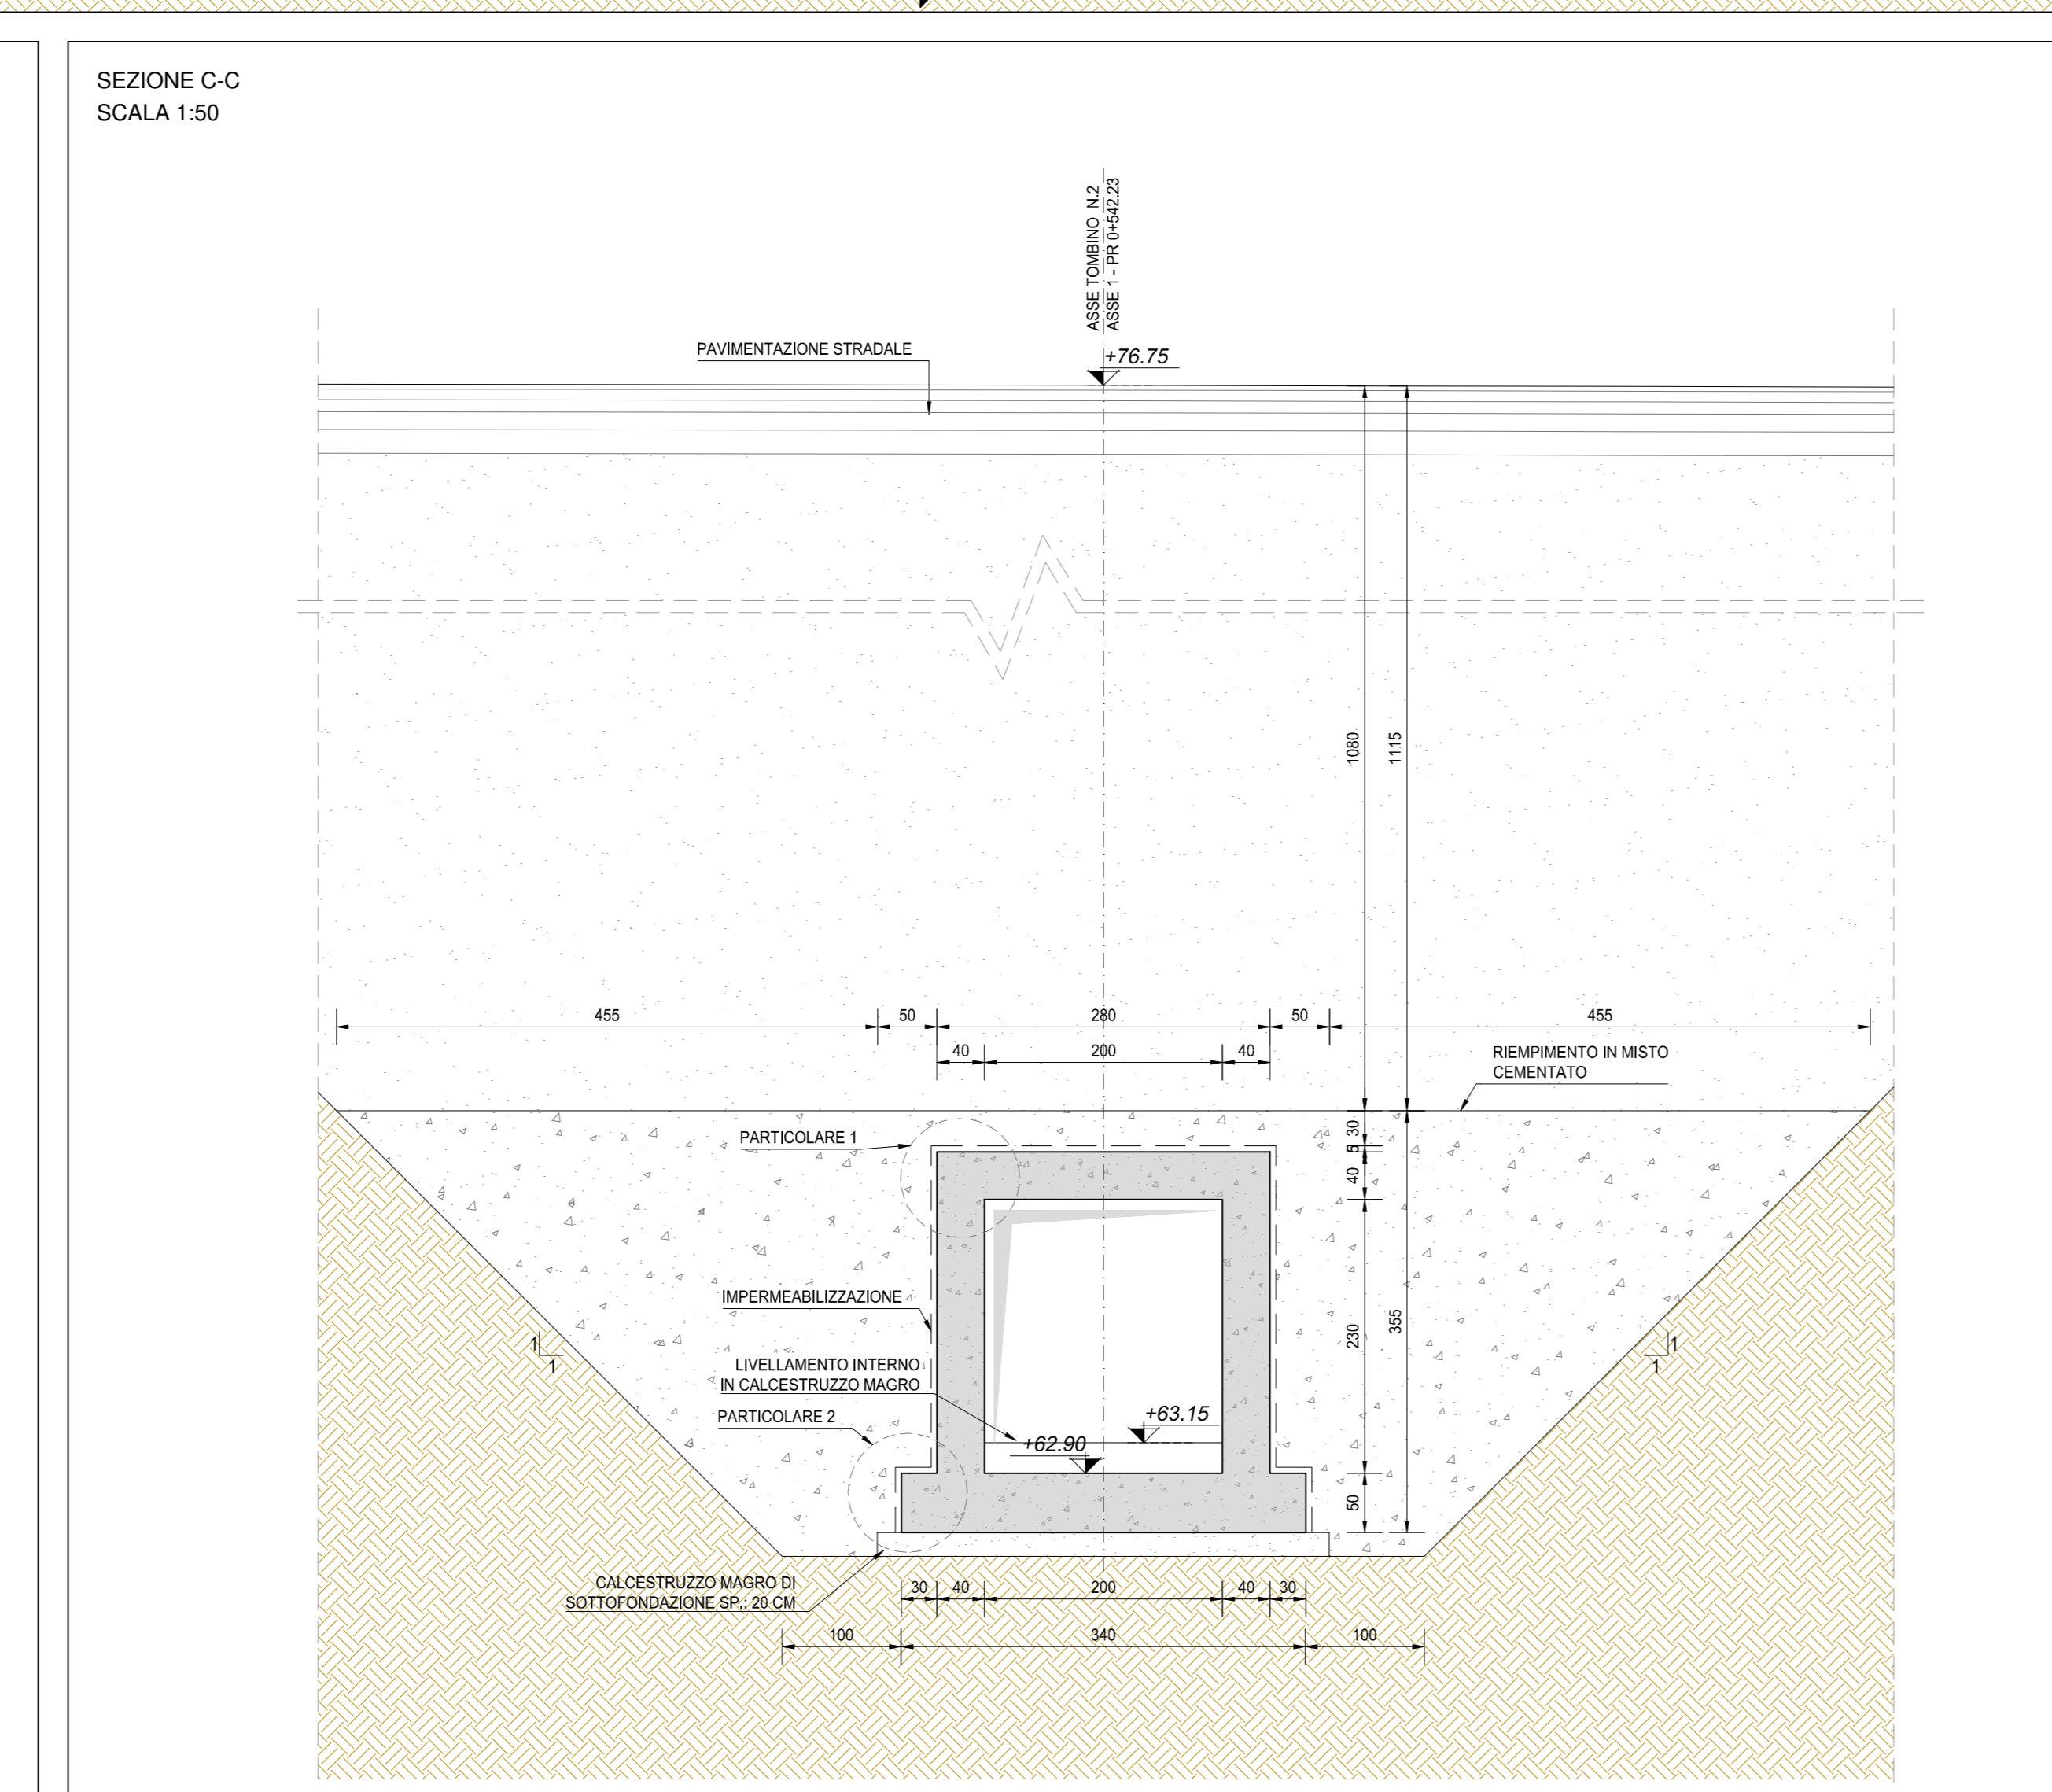 SEZIONE C-C
SCALA 1:50
ASSE TOMBINO N.2
ASSE 1 - PR 0+542.23
PAVIMENTAZIONE STRADALE
+76.75
1080
1115
455
50
280
50
455
40
200
40
RIEMPIMENTO IN MISTO
CEMENTATO
30
PARTICOLARE 1
5
40
IMPERMEABILIZZAZIONE
230
355
1
1
1
1
LIVELLAMENTO INTERNO
IN CALCESTRUZZO MAGRO
PARTICOLARE 2
+63.15
+62.90
50
CALCESTRUZZO MAGRO DI
SOTTOFONDAZIONE SP.: 20 CM
30
40
200
40
30
100
340
100